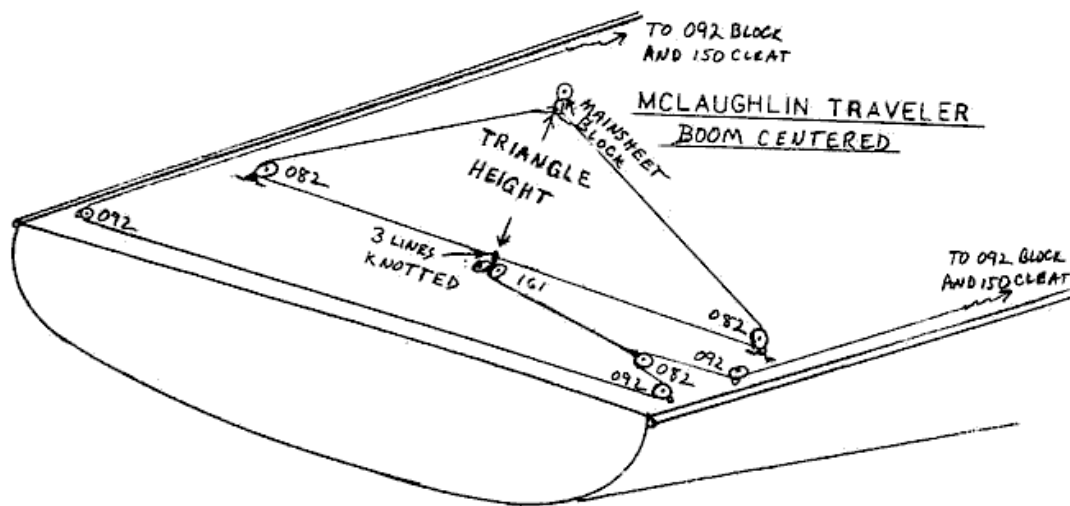 TO 092 BLOCK
AND 150 CLEAT
MCLAUGHLIN TRAVELER
BOOM CENTERED
MAINSHEET
BLOCK
TRIANGLE
HEIGHT
082
092
3 LINES
KNOTTED
161
TO 092 BLOCK
AND 150 CLEAT
082
092
082
092